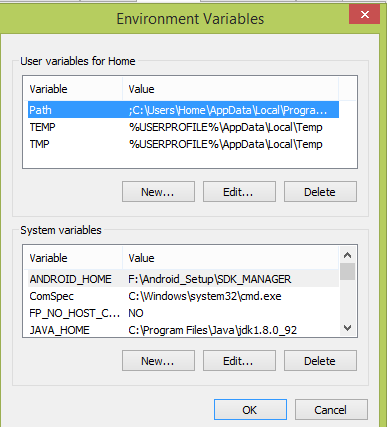 Environment Variables
User variables for Home
Variable Value
Path ;C:\Users\Home\AppData\Local\Progra...
TEMP %USERPROFILE%\AppData\Local\Temp
TMP %USERPROFILE%\AppData\Local\Temp
New... Edit... Delete
System variables
Variable Value
ANDROID_HOME F:\Android_Setup\SDK_MANAGER
ComSpec C:\Windows\system32\cmd.exe
FP_NO_HOST_C... NO
JAVA_HOME C:\Program Files\Java\jdk1.8.0_92
New... Edit... Delete
OK Cancel